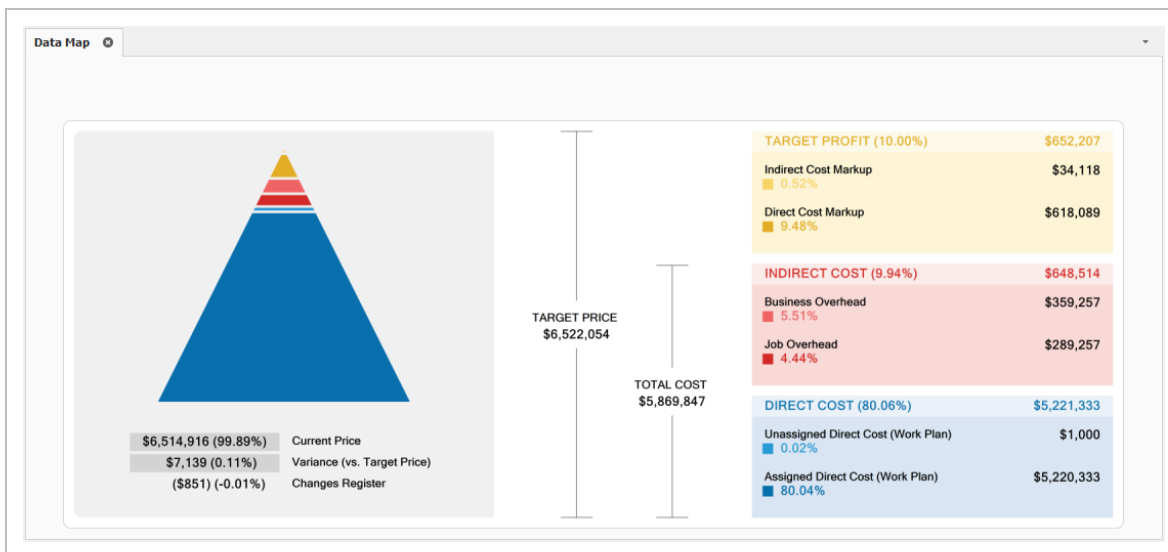 Data Map
$6,514,916 (99.89%) Current Price
$7,139 (0.11%) Variance (vs. Target Price)
($851) (-0.01%) Changes Register
TARGET PRICE
$6,522,054
TOTAL COST
$5,869,847
TARGET PROFIT (10.00%) $652,207
Indirect Cost Markup $34,118
0.52%
Direct Cost Markup $618,089
9.48%
INDIRECT COST (9.94%) $648,514
Business Overhead $359,257
5.51%
Job Overhead $289,257
4.44%
DIRECT COST (80.06%) $5,221,333
Unassigned Direct Cost (Work Plan) $1,000
0.02%
Assigned Direct Cost (Work Plan) $5,220,333
80.04%